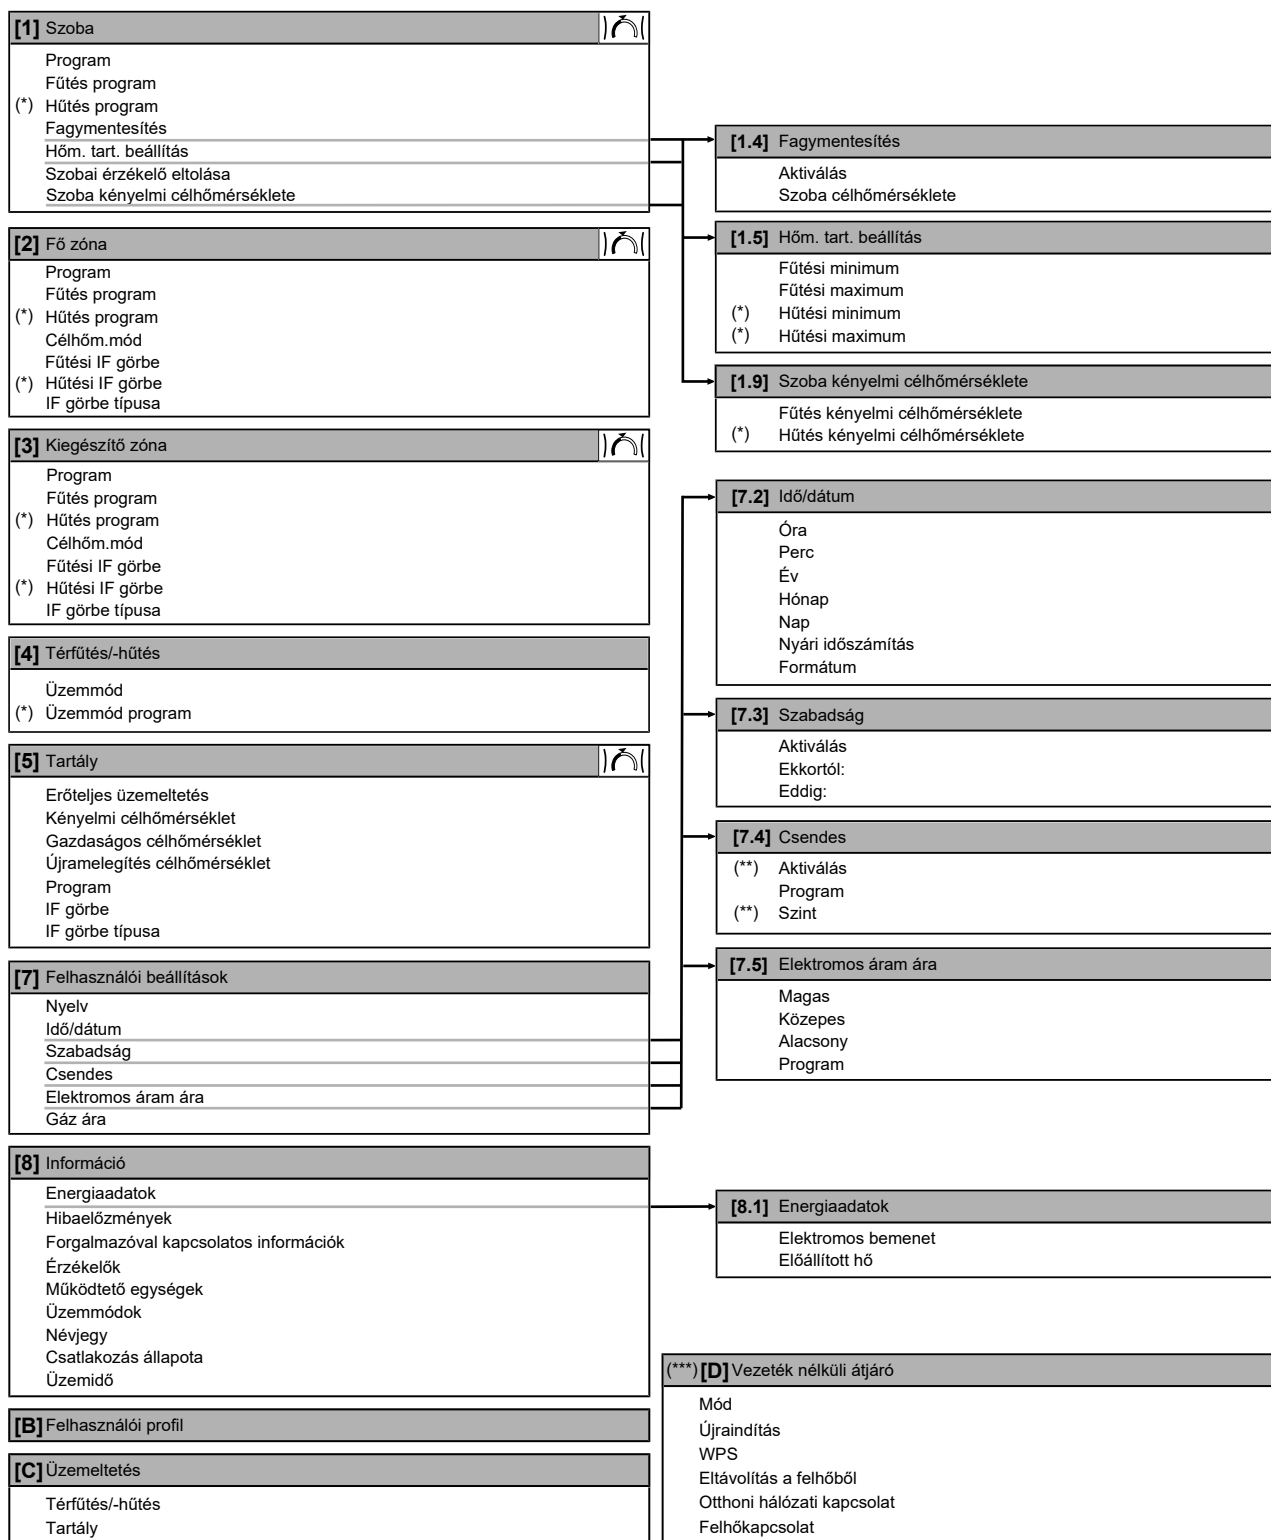 [1] Szoba
Program
Fűtés program
(*) Hűtés program
Fagymentesítés
Hőm. tart. beállítás
Szobai érzékelő eltolása
Szoba kényelmi célhőmérséklete
[2] Fő zóna
Program
Fűtés program
(*) Hűtés program
Célhőm.mód
Fűtési IF görbe
(*) Hűtési IF görbe
IF görbe típusa
[3] Kiegészítő zóna
Program
Fűtés program
(*) Hűtés program
Célhőm.mód
Fűtési IF görbe
(*) Hűtési IF görbe
IF görbe típusa
[4] Térfűtés/-hűtés
Üzemmód
(*) Üzemmód program
[5] Tartály
Erőteljes üzemeltetés
Kényelmi célhőmérséklet
Gazdaságos célhőmérséklet
Újramelegítés célhőmérséklet
Program
IF görbe
IF görbe típusa
[7] Felhasználói beállítások
Nyelv
Idő/dátum
Szabadság
Csendes
Elektromos áram ára
Gáz ára
[8] Információ
Energiaadatok
Hibaelőzmények
Forgalmazóval kapcsolatos információk
Érzékelők
Működtető egységek
Üzemmódok
Névjegy
Csatlakozás állapota
Üzemidő
[B] Felhasználói profil
[C] Üzemeltetés
Térfűtés/-hűtés
Tartály
[1.4] Fagymentesítés
Aktiválás
Szoba célhőmérséklete
[1.5] Hőm. tart. beállítás
Fűtési minimum
Fűtési maximum
(*) Hűtési minimum
(*) Hűtési maximum
[1.9] Szoba kényelmi célhőmérséklete
Fűtés kényelmi célhőmérséklete
(*) Hűtés kényelmi célhőmérséklete
[7.2] Idő/dátum
Óra
Perc
Év
Hónap
Nap
Nyári időszámítás
Formátum
[7.3] Szabadság
Aktiválás
Ekkortól:
Eddig:
[7.4] Csendes
(**) Aktiválás
Program
(**) Szint
[7.5] Elektromos áram ára
Magas
Közepes
Alacsony
Program
[8.1] Energiaadatok
Elektromos bemenet
Előállított hő
(***) [D] Vezeték nélküli átjáró
Mód
Újraindítás
WPS
Eltávolítás a felhőből
Otthoni hálózati kapcsolat
Felhőkapcsolat